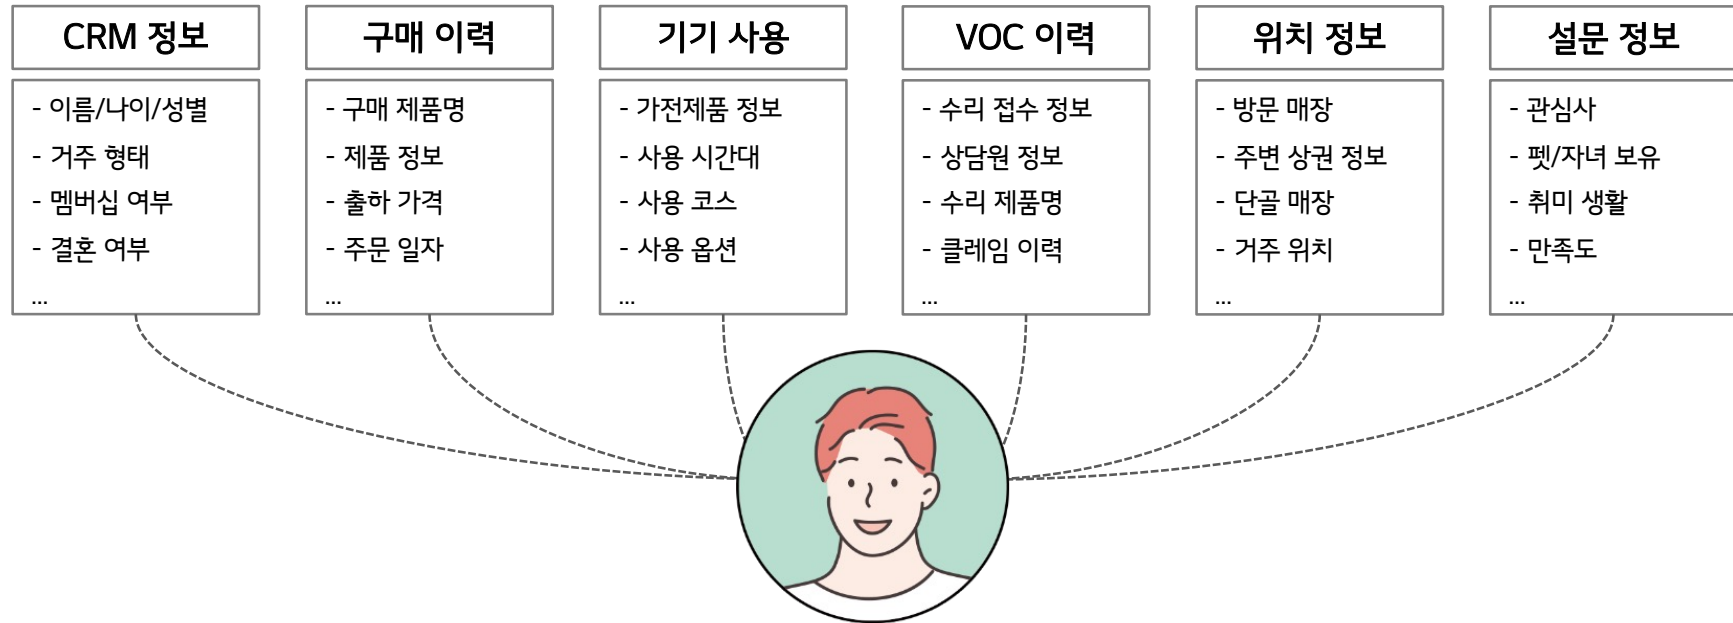 CRM 정보
- 이름/나이/성별
- 거주 형태
- 멤버십 여부
- 결혼 여부
...
구매 이력
- 구매 제품명
- 제품 정보
- 출하 가격
- 주문 일자
...
기기 사용
- 가전제품 정보
- 사용 시간대
- 사용 코스
- 사용 옵션
...
VOC 이력
- 수리 접수 정보
- 상담원 정보
- 수리 제품명
- 클레임 이력
...
위치 정보
- 방문 매장
- 주변 상권 정보
- 단골 매장
- 거주 위치
...
설문 정보
- 관심사
- 펫/자녀 보유
- 취미 생활
- 만족도
...